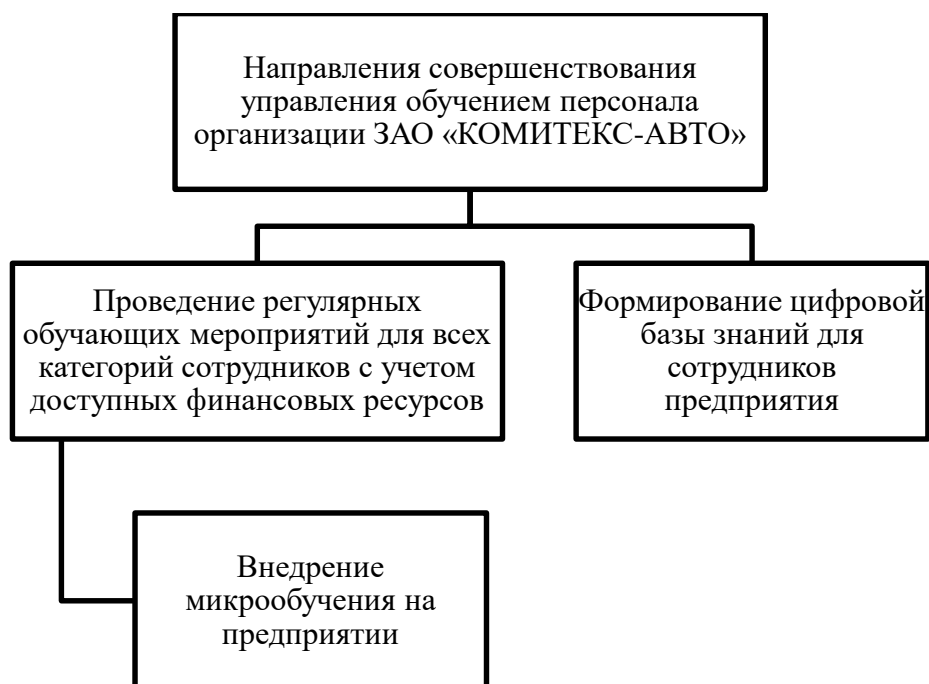 Направления совершенствования
управления обучением персонала
организации ЗАО «КОМИТЕКС-АВТО»
Проведение регулярных
обучающих мероприятий для всех
категорий сотрудников с учетом
доступных финансовых ресурсов
Формирование цифровой
базы знаний для
сотрудников
предприятия
Внедрение
микрообучения на
предприятии